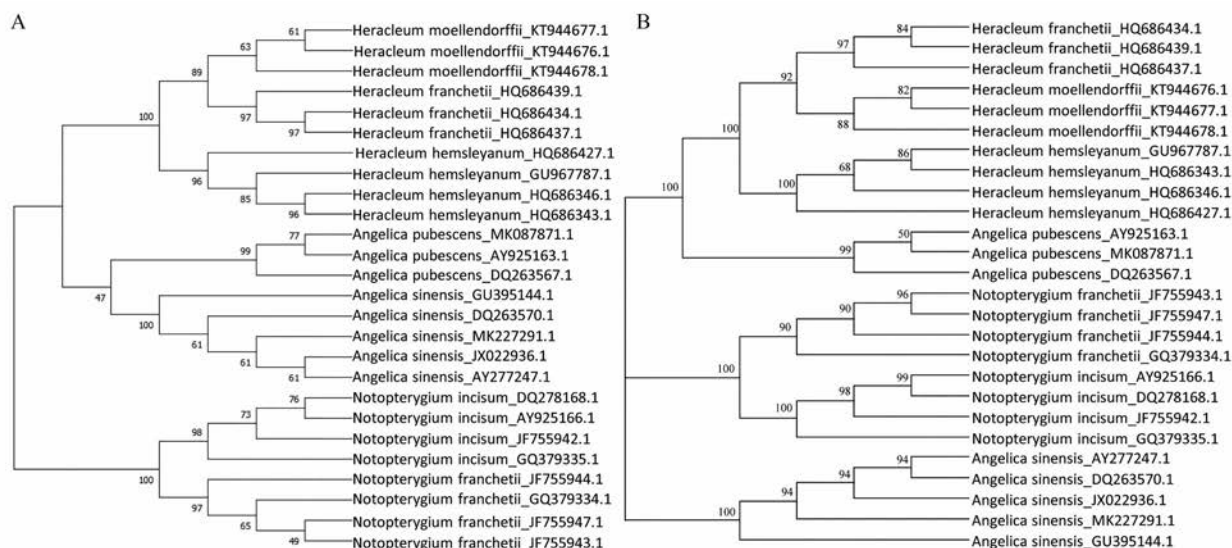 A
Heracleum moellendorffii_KT944677.1
Heracleum moellendorffii_KT944676.1
Heracleum moellendorffii_KT944678.1
Heracleum franchetii_HQ686439.1
Heracleum franchetii_HQ686434.1
Heracleum franchetii_HQ686437.1
Heracleum hemsleyanum_HQ686427.1
Heracleum hemsleyanum_GU967787.1
Heracleum hemsleyanum_HQ686346.1
Heracleum hemsleyanum_HQ686343.1
Angelica pubescens_MK087871.1
Angelica pubescens_AY925163.1
Angelica pubescens_DQ263567.1
Angelica sinensis_GU395144.1
Angelica sinensis_DQ263570.1
Angelica sinensis_MK227291.1
Angelica sinensis_JX022936.1
Angelica sinensis_AY277247.1
Notopterygium incisum_DQ278168.1
Notopterygium incisum_AY925166.1
Notopterygium incisum_JF755942.1
Notopterygium incisum_GQ379335.1
Notopterygium franchetii_JF755944.1
Notopterygium franchetii_GQ379334.1
Notopterygium franchetii_JF755947.1
Notopterygium franchetii_JF755943.1
61
63
89
97
97
100
96
85
96
77
99
47
100
61
61
61
76
73
98
100
97
65
49
B
Heracleum franchetii_HQ686434.1
Heracleum franchetii_HQ686439.1
Heracleum franchetii_HQ686437.1
Heracleum moellendorffii_KT944676.1
Heracleum moellendorffii_KT944677.1
Heracleum moellendorffii_KT944678.1
Heracleum hemsleyanum_GU967787.1
Heracleum hemsleyanum_HQ686343.1
Heracleum hemsleyanum_HQ686346.1
Heracleum hemsleyanum_HQ686427.1
Angelica pubescens_AY925163.1
Angelica pubescens_MK087871.1
Angelica pubescens_DQ263567.1
Notopterygium franchetii_JF755943.1
Notopterygium franchetii_JF755947.1
Notopterygium franchetii_JF755944.1
Notopterygium franchetii_GQ379334.1
Notopterygium incisum_AY925166.1
Notopterygium incisum_DQ278168.1
Notopterygium incisum_JF755942.1
Notopterygium incisum_GQ379335.1
Angelica sinensis_AY277247.1
Angelica sinensis_DQ263570.1
Angelica sinensis_JX022936.1
Angelica sinensis_MK227291.1
Angelica sinensis_GU395144.1
84
97
92
82
88
100
86
68
100
100
50
99
96
90
90
100
99
98
100
94
94
94
100